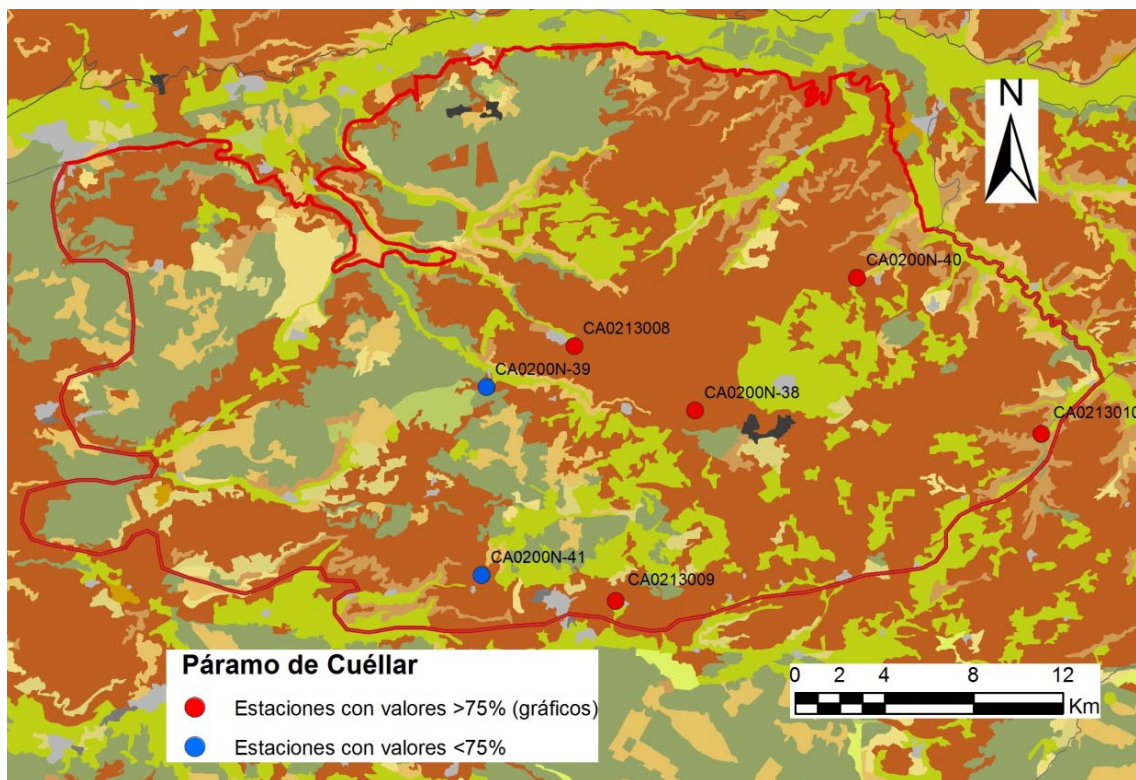 N
CA0200N-40
CA0213008
CA0200N-39
CA0200N-38
CA0213010
CA0200N-41
CA0213009
Páramo de Cuéllar
Estaciones con valores >75% (gráficos)
Estaciones con valores <75%
0 2 4 8 12
Km